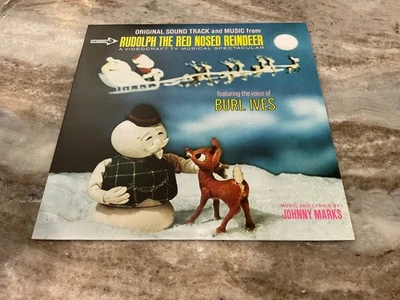 ORIGINAL SOUND TRACK and MUSIC from
DECCA
RUDOLPH THE RED NOSED REINDEER
A VIDEOCRAFT TV MUSICAL SPECTACULAR
featuring the voice of
BURL IVES
MUSIC AND LYRICS BY
JOHNNY MARKS